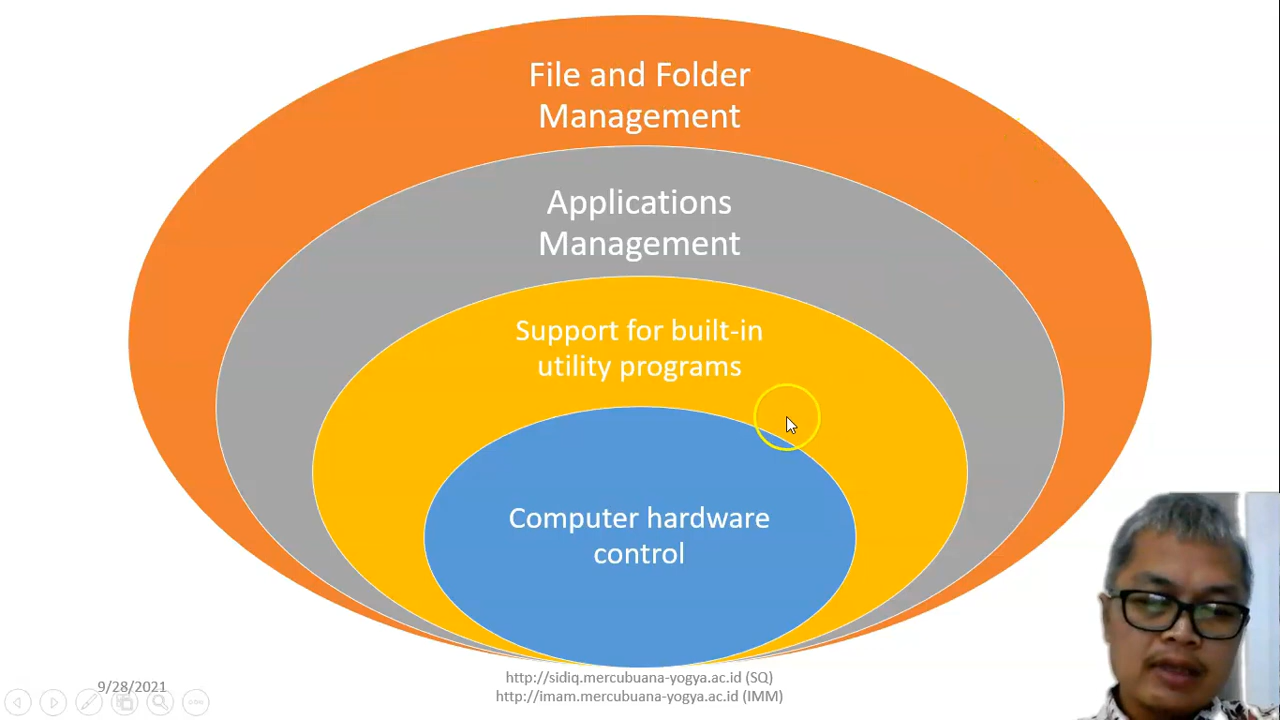 File and Folder
Management
Applications
Management
Support for built-in
utility programs
Computer hardware
control
http://sidiq.mercubuana-yogya.ac.id (SQ)
9/28/2021
http://imam.mercubuana-yogya.ac.id (IMM)